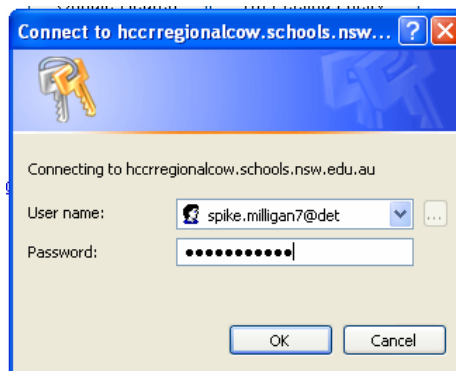 Connect to hccrregionalcow.schools.nsw...
Connecting to hccrregionalcow.schools.nsw.edu.au
User name:
spike.milligan7@det
...
Password:
●●●●●●●●●●●
OK
Cancel